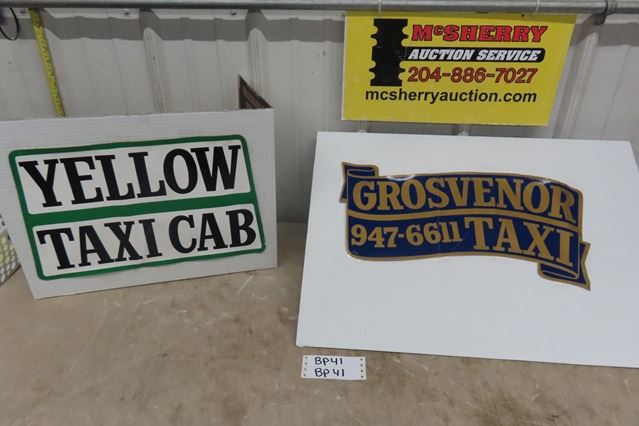 McSHERRY
AUCTION SERVICE
204-886-7027
mcsherryauction.com
YELLOW
TAXI CAB
GROSVENOR
947-6611 TAXI
BP41
BP41